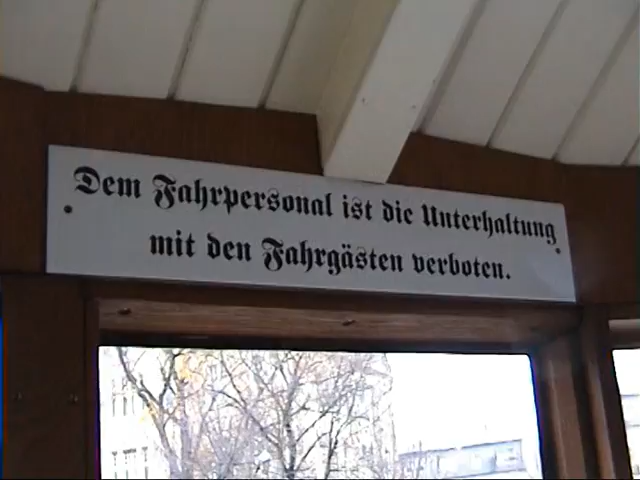 Dem Fahrpersonal ist die Unterhaltung
mit den Fahrgästen verboten.